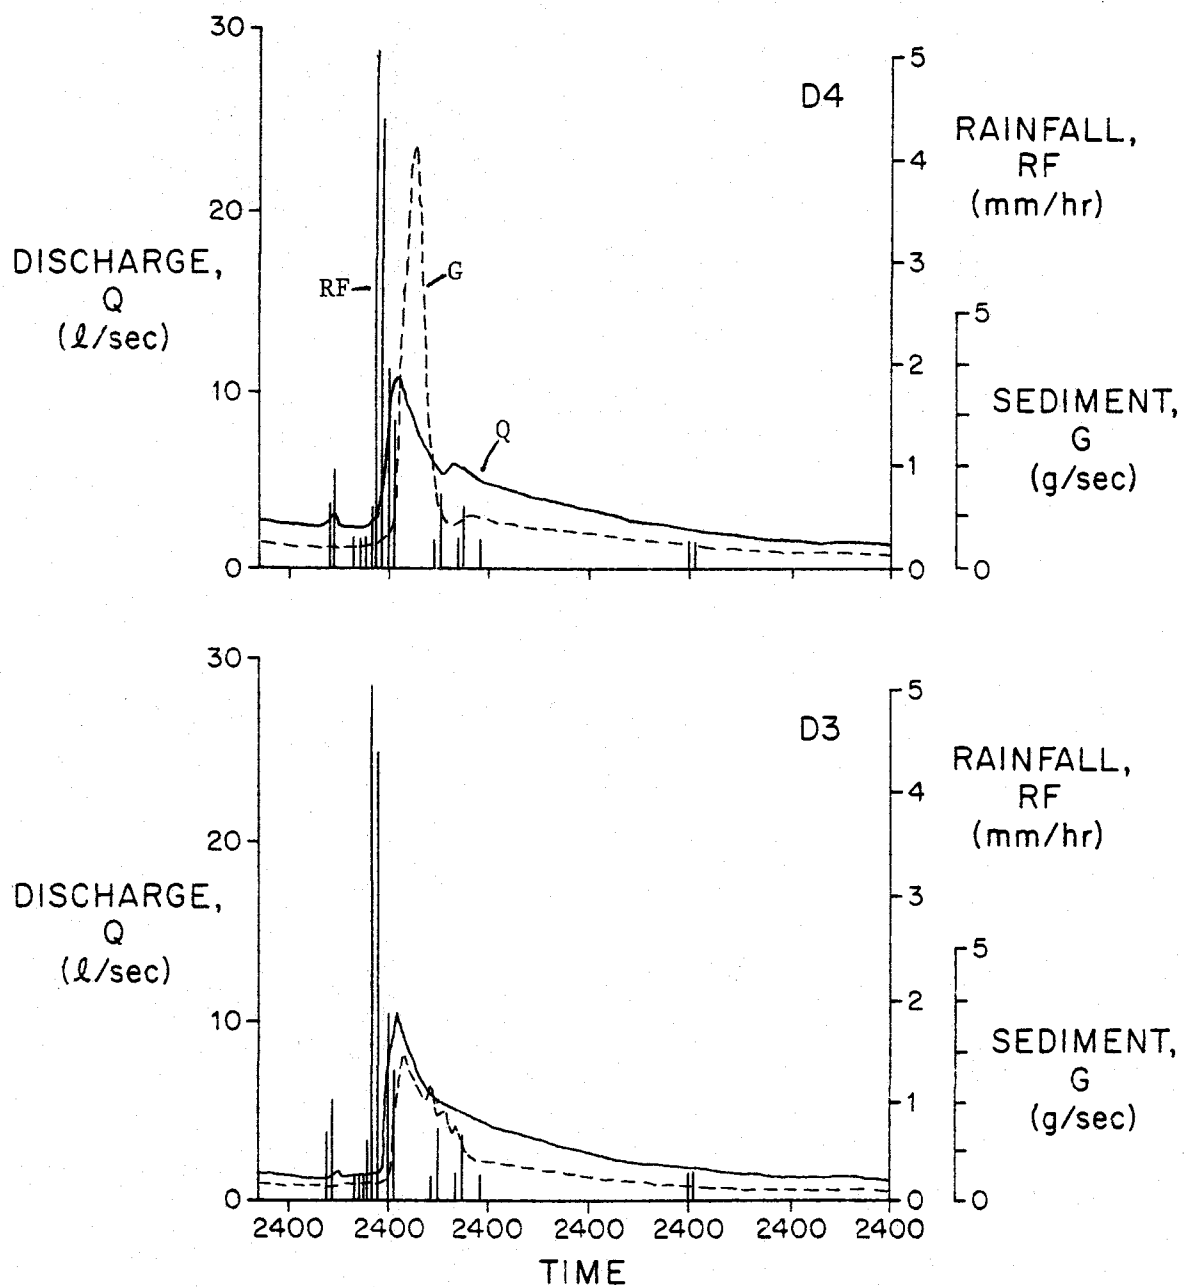 30
20
10
0
DISCHARGE,
Q
(ℓ/sec)
RF
G
Q
D4
5
4
3
2
1
0
RAINFALL,
RF
(mm/hr)
5
0
SEDIMENT,
G
(g/sec)
30
20
10
0
DISCHARGE,
Q
(ℓ/sec)
D3
5
4
3
2
1
0
RAINFALL,
RF
(mm/hr)
5
0
SEDIMENT,
G
(g/sec)
2400 2400 2400 2400 2400 2400 2400
TIME